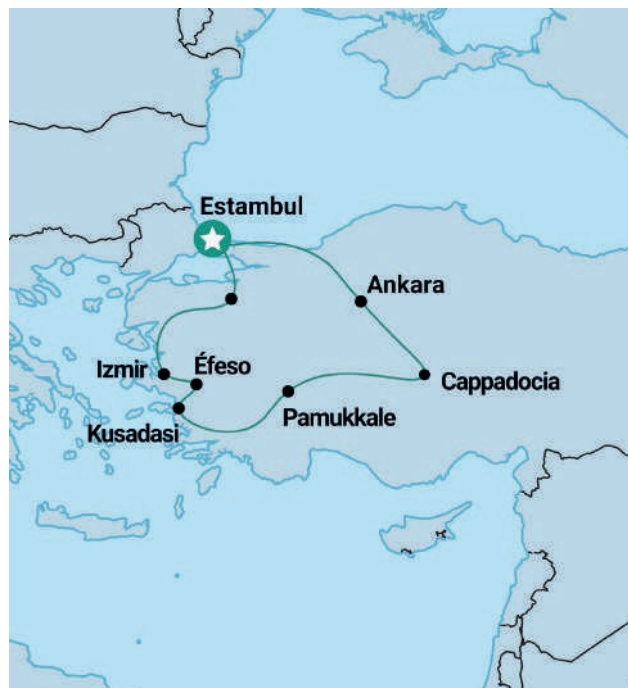 Estambul
Ankara
Izmir
Éfeso
Cappadocia
Kusadasi
Pamukkale